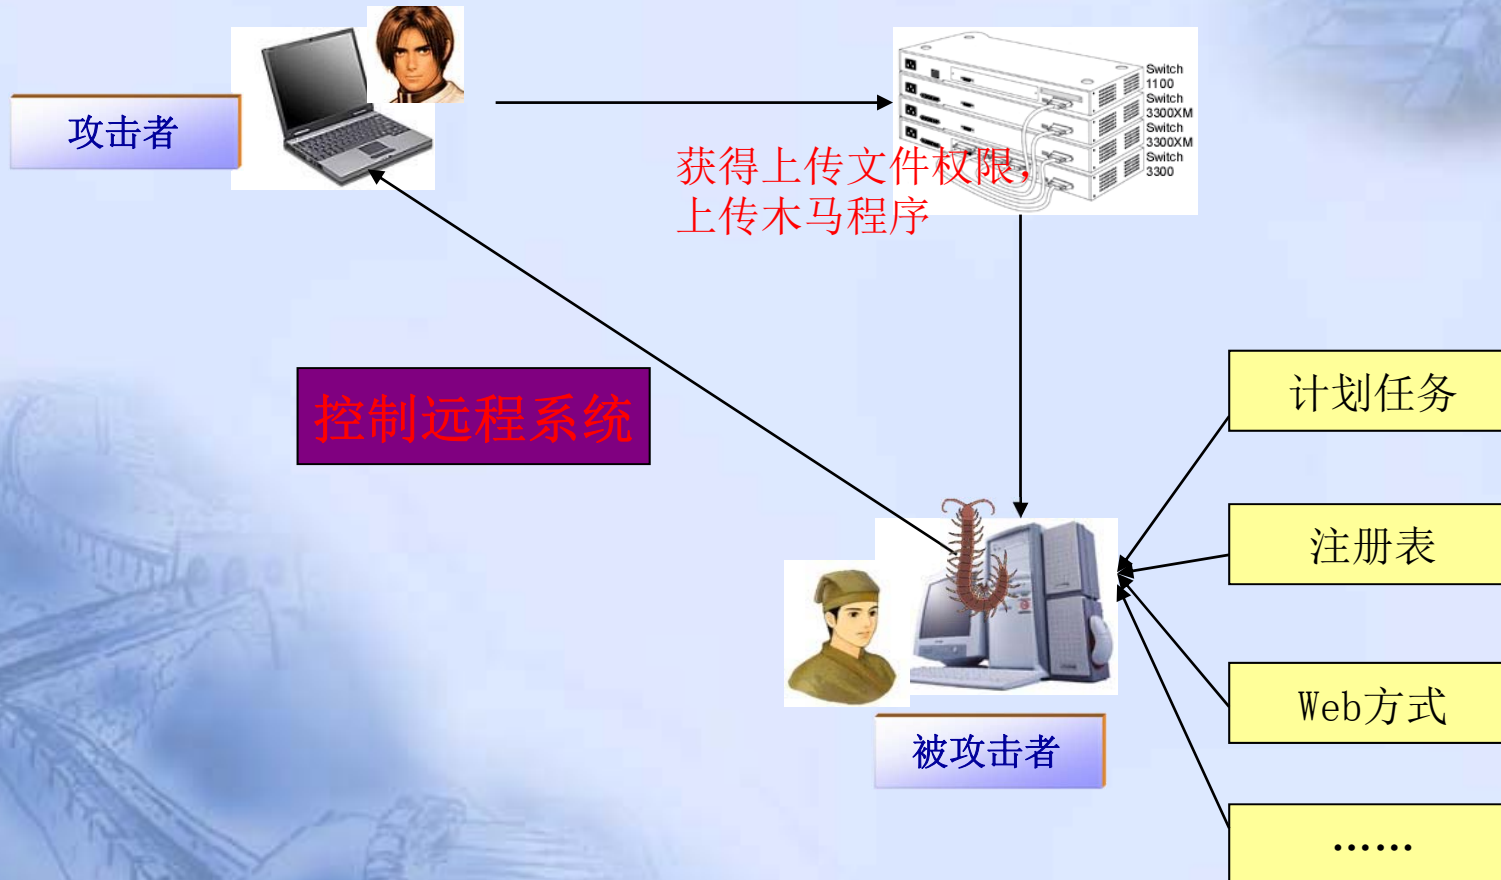 攻击者
Switch
1100
Switch
3300XM
Switch
3300XM
Switch
3300
获得上传文件权限，
上传木马程序
控制远程系统
计划任务
注册表
Web方式
被攻击者
……